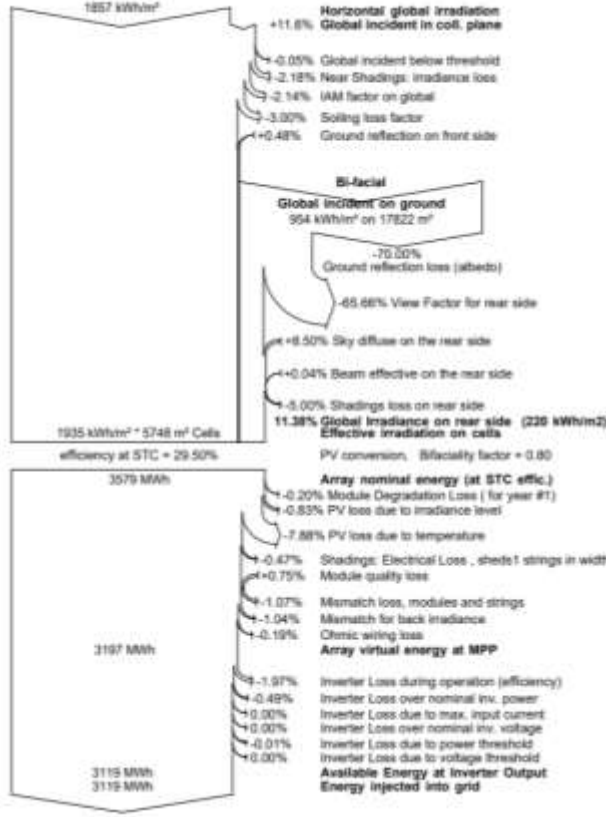 1857 kWh/m² Horizontal global irradiation
+11.6% Global incident in coll. plane
-0.05% Global incident below threshold
-2.18% Near Shadings: irradiance loss
-2.14% IAM factor on global
-3.00% Soiling loss factor
+0.48% Ground reflection on front side
Bi-facial
Global incident on ground
954 kWh/m² on 17822 m²
-70.00%
Ground reflection loss (albedo)
-65.66% View Factor for rear side
+8.50% Sky diffuse on the rear side
+0.04% Beam effective on the rear side
-5.00% Shadings loss on rear side
11.38% Global Irradiance on rear side (220 kWh/m2)
1935 kWh/m² * 5748 m² Cells Effective irradiation on cells
efficiency at STC = 29.50% PV conversion, Bifaciality factor = 0.80
3579 MWh Array nominal energy (at STC effic.)
-0.20% Module Degradation Loss ( for year #1)
-0.83% PV loss due to irradiance level
-7.88% PV loss due to temperature
-0.47% Shadings: Electrical Loss , sheds1 strings in width
+0.75% Module quality loss
-1.07% Mismatch loss, modules and strings
-1.04% Mismatch for back irradiance
-0.19% Ohmic wiring loss
3197 MWh Array virtual energy at MPP
-1.97% Inverter Loss during operation (efficiency)
-0.49% Inverter Loss over nominal inv. power
0.00% Inverter Loss due to max. input current
0.00% Inverter Loss over nominal inv. voltage
-0.01% Inverter Loss due to power threshold
0.00% Inverter Loss due to voltage threshold
3119 MWh Available Energy at Inverter Output
3119 MWh Energy injected into grid